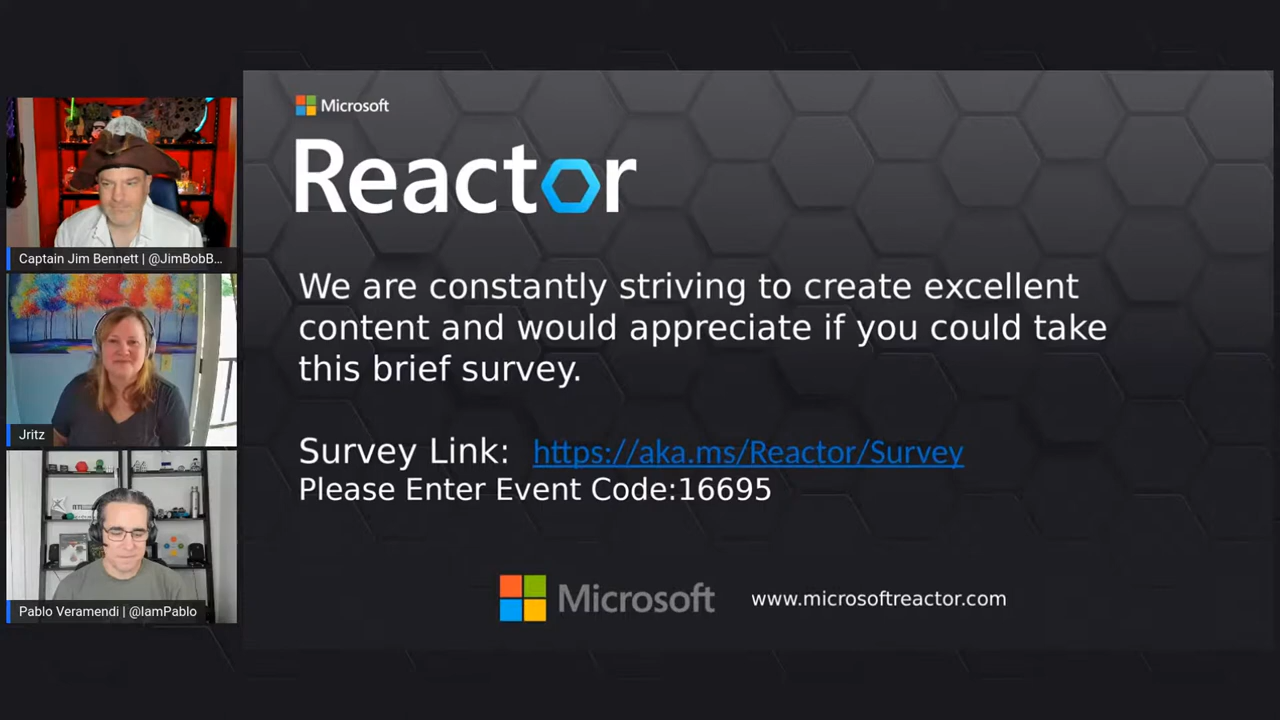 Microsoft
Reactor
We are constantly striving to create excellent
content and would appreciate if you could take
this brief survey.
Survey Link: https://aka.ms/Reactor/Survey
Please Enter Event Code:16695
Microsoft
www.microsoftreactor.com
Captain Jim Bennett | @JimBobB...
Jritz
Pablo Veramendi | @IamPablo